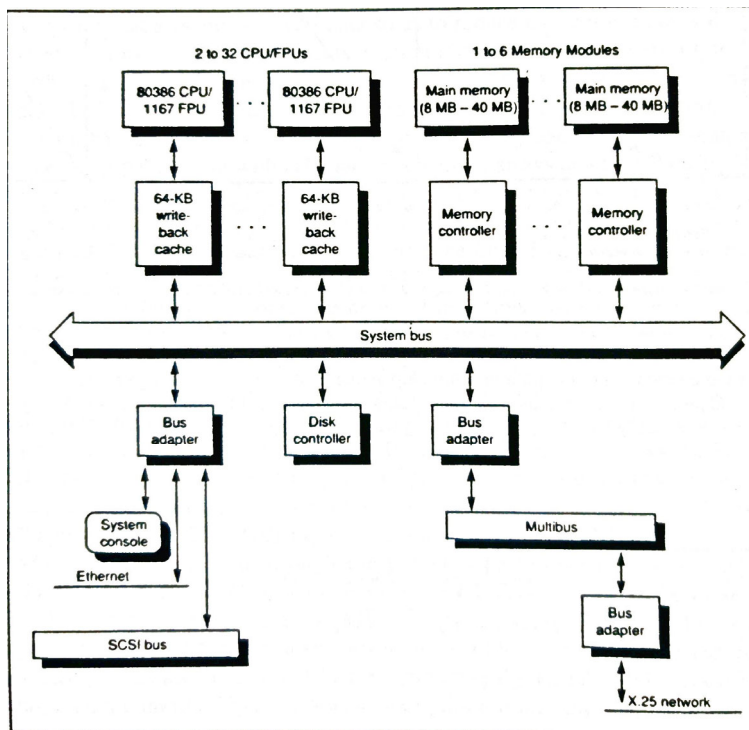 2 to 32 CPU/FPUs
1 to 6 Memory Modules
80386 CPU/
1167 FPU
. . .
80386 CPU/
1167 FPU
Main memory
(8 MB – 40 MB)
. . .
Main memory
(8 MB – 40 MB)
64-KB
write-
back
cache
. . .
64-KB
write-
back
cache
Memory
controller
. . .
Memory
controller
System bus
Bus
adapter
Disk
controller
Bus
adapter
System
console
Multibus
Ethernet
Bus
adapter
SCSI bus
X.25 network